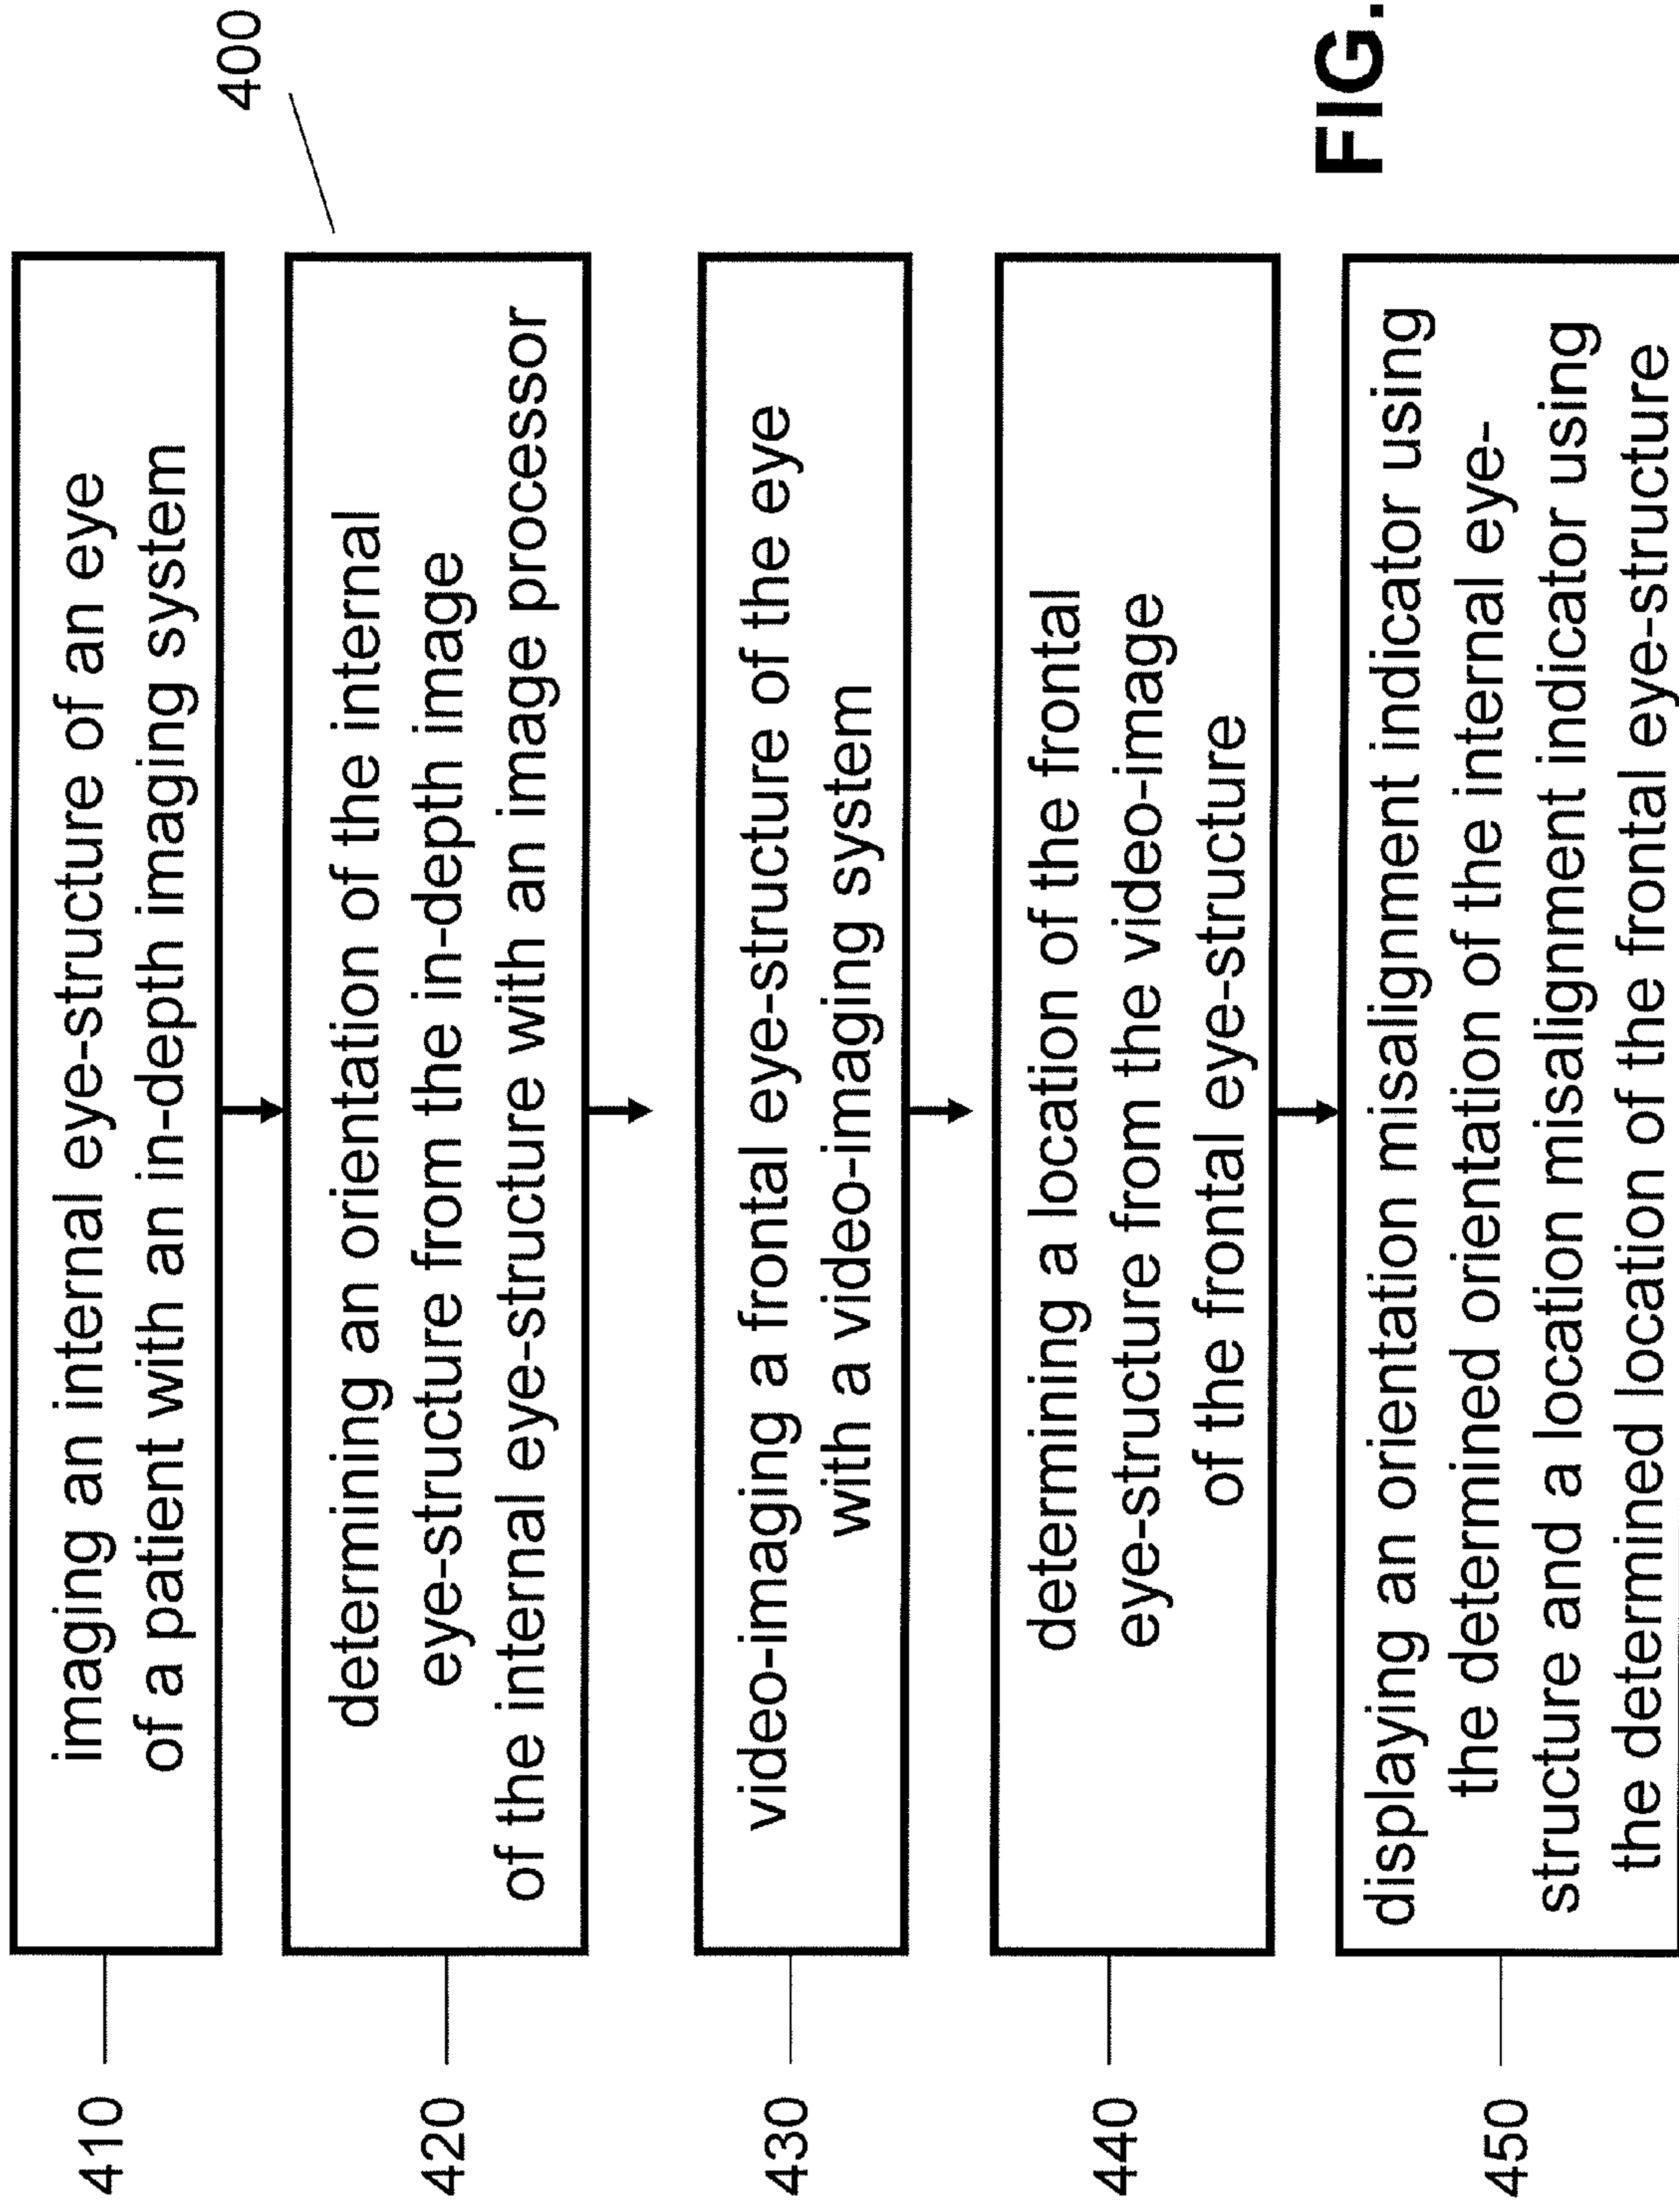 400
410
imaging an internal eye-structure of an eye
of a patient with an in-depth imaging system
420
determining an orientation of the internal
eye-structure from the in-depth image
of the internal eye-structure with an image processor
430
video-imaging a frontal eye-structure of the eye
with a video-imaging system
440
determining a location of the frontal
eye-structure from the video-image
of the frontal eye-structure
450
displaying an orientation misalignment indicator using
the determined orientation of the internal eye-
structure and a location misalignment indicator using
the determined location of the frontal eye-structure
FIG.